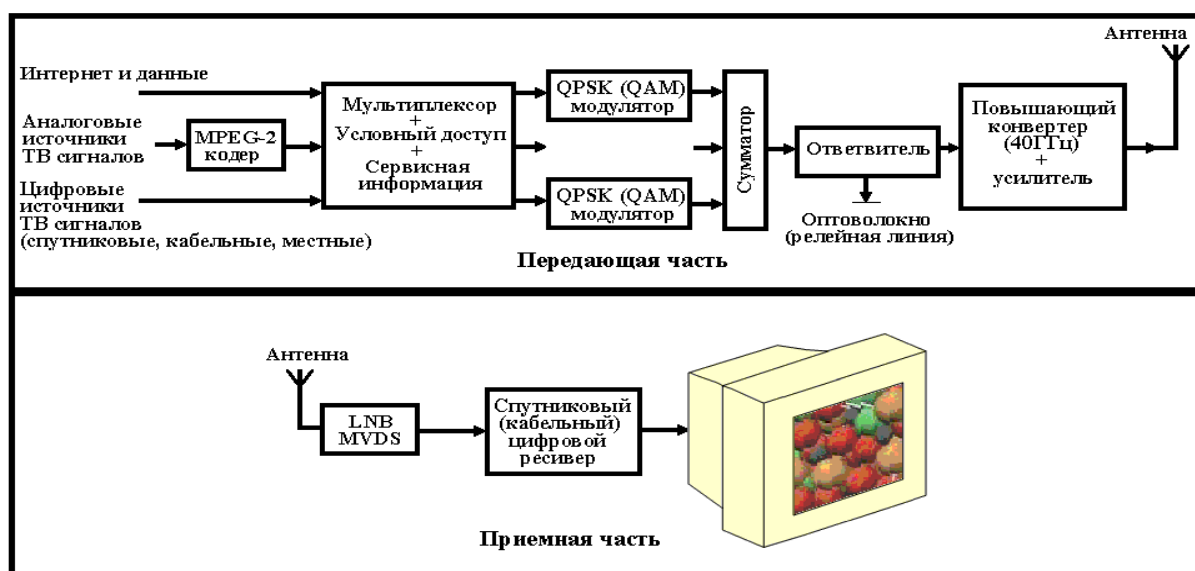 Антенна
Интернет и данные
Аналоговые
источники
ТВ сигналов
MPEG-2
кодер
Цифровые
источники
ТВ сигналов
(спутниковые, кабельные, местные)
Мультиплексор
+
Условный доступ
+
Сервисная
информация
QPSK (QAM)
модулятор
QPSK (QAM)
модулятор
Сумматор
Ответвитель
Оптоволокно
(релейная линия)
Повышающий
конвертер
(40ГГц)
+
усилитель
Передающая часть
Антенна
LNB
MVDS
Спутниковый
(кабельный)
цифровой
ресивер
Приемная часть